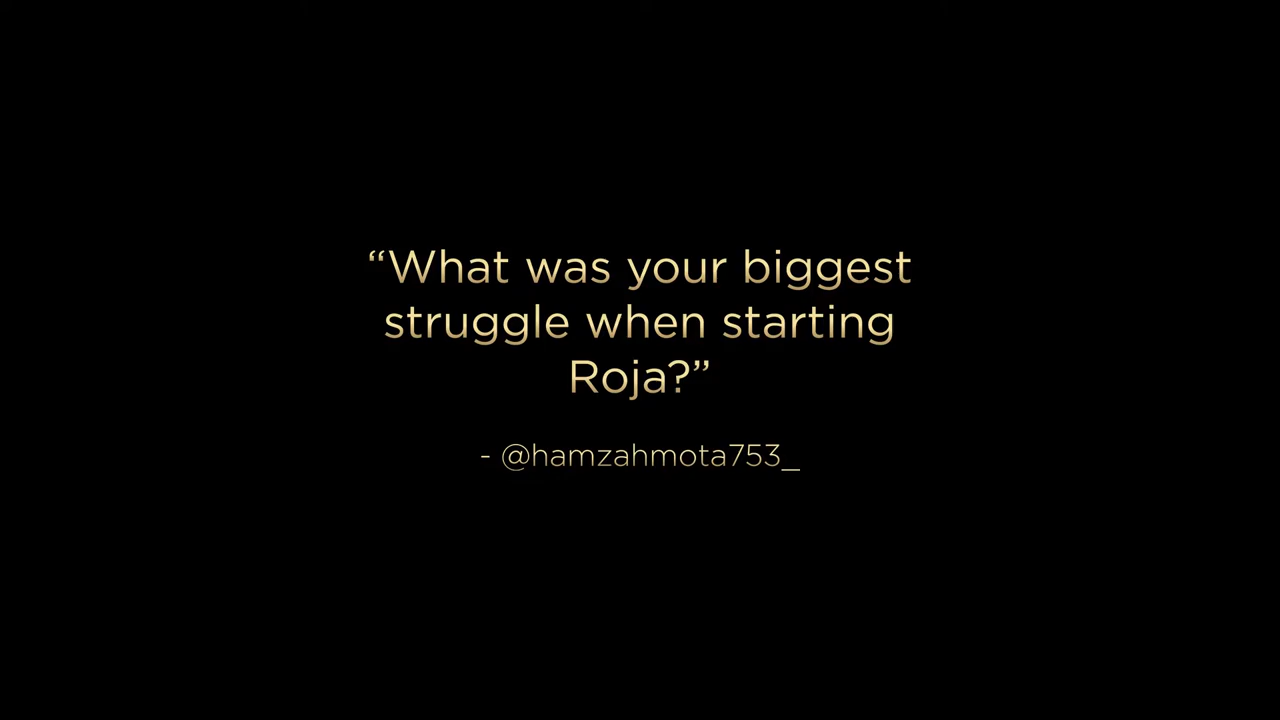 “What was your biggest
struggle when starting
Roja?”
- @hamzahmota753_